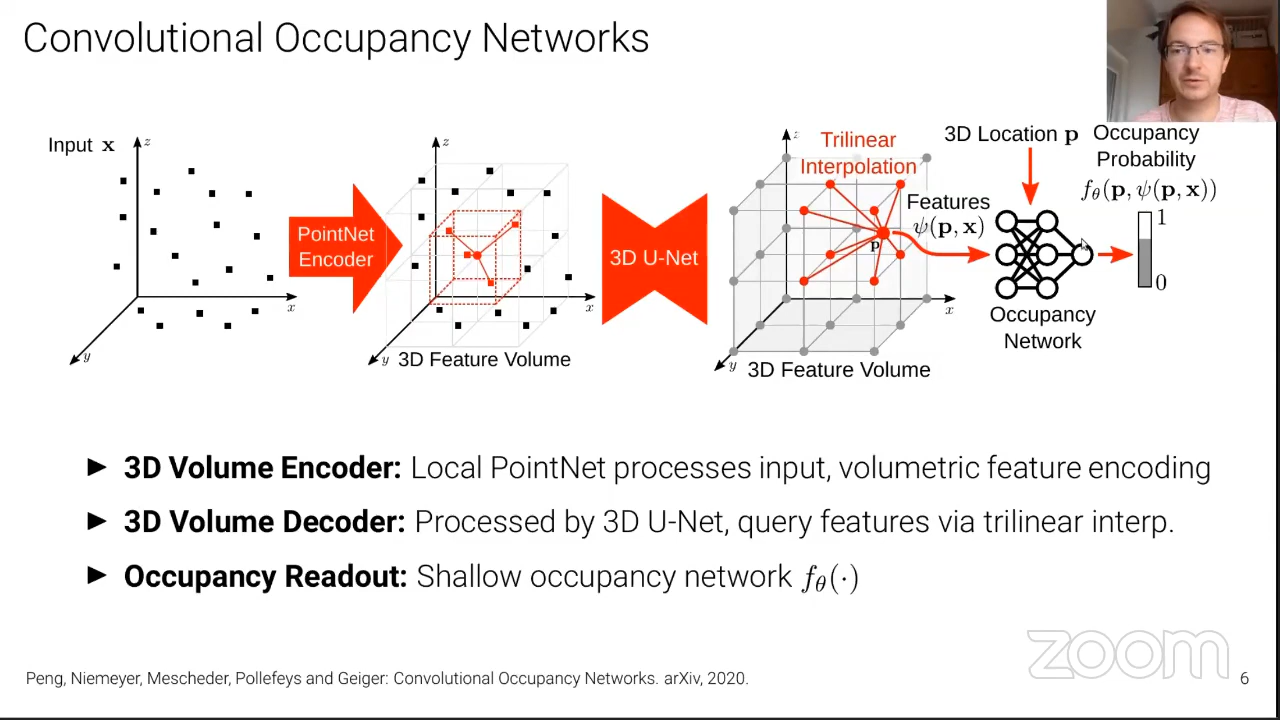 Convolutional Occupancy Networks
Input x
z
x
y
PointNet
Encoder
z
x
y
3D Feature Volume
3D U-Net
z
x
y
Trilinear
Interpolation
p
3D Feature Volume
Features
ψ(p, x)
3D Location p
Occupancy
Network
Occupancy
Probability
fθ(p, ψ(p, x))
1
0
► 3D Volume Encoder: Local PointNet processes input, volumetric feature encoding
► 3D Volume Decoder: Processed by 3D U-Net, query features via trilinear interp.
► Occupancy Readout: Shallow occupancy network fθ(·)
zoom
Peng, Niemeyer, Mescheder, Pollefeys and Geiger: Convolutional Occupancy Networks. arXiv, 2020.
6